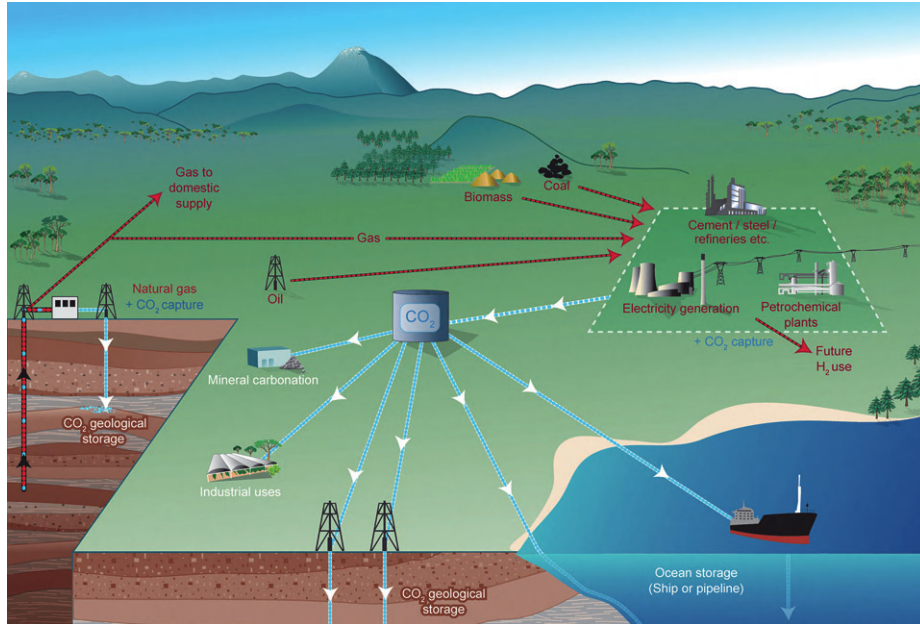 Gas to
domestic
supply
Coal
Biomass
Cement / steel /
refineries etc.
Gas
Natural gas
+ CO2 capture
Oil
Electricity generation
Petrochemical
plants
CO2
+ CO2 capture
Future
H2 use
Mineral carbonation
CO2 geological
storage
Industrial uses
Ocean storage
(Ship or pipeline)
CO2 geological
storage